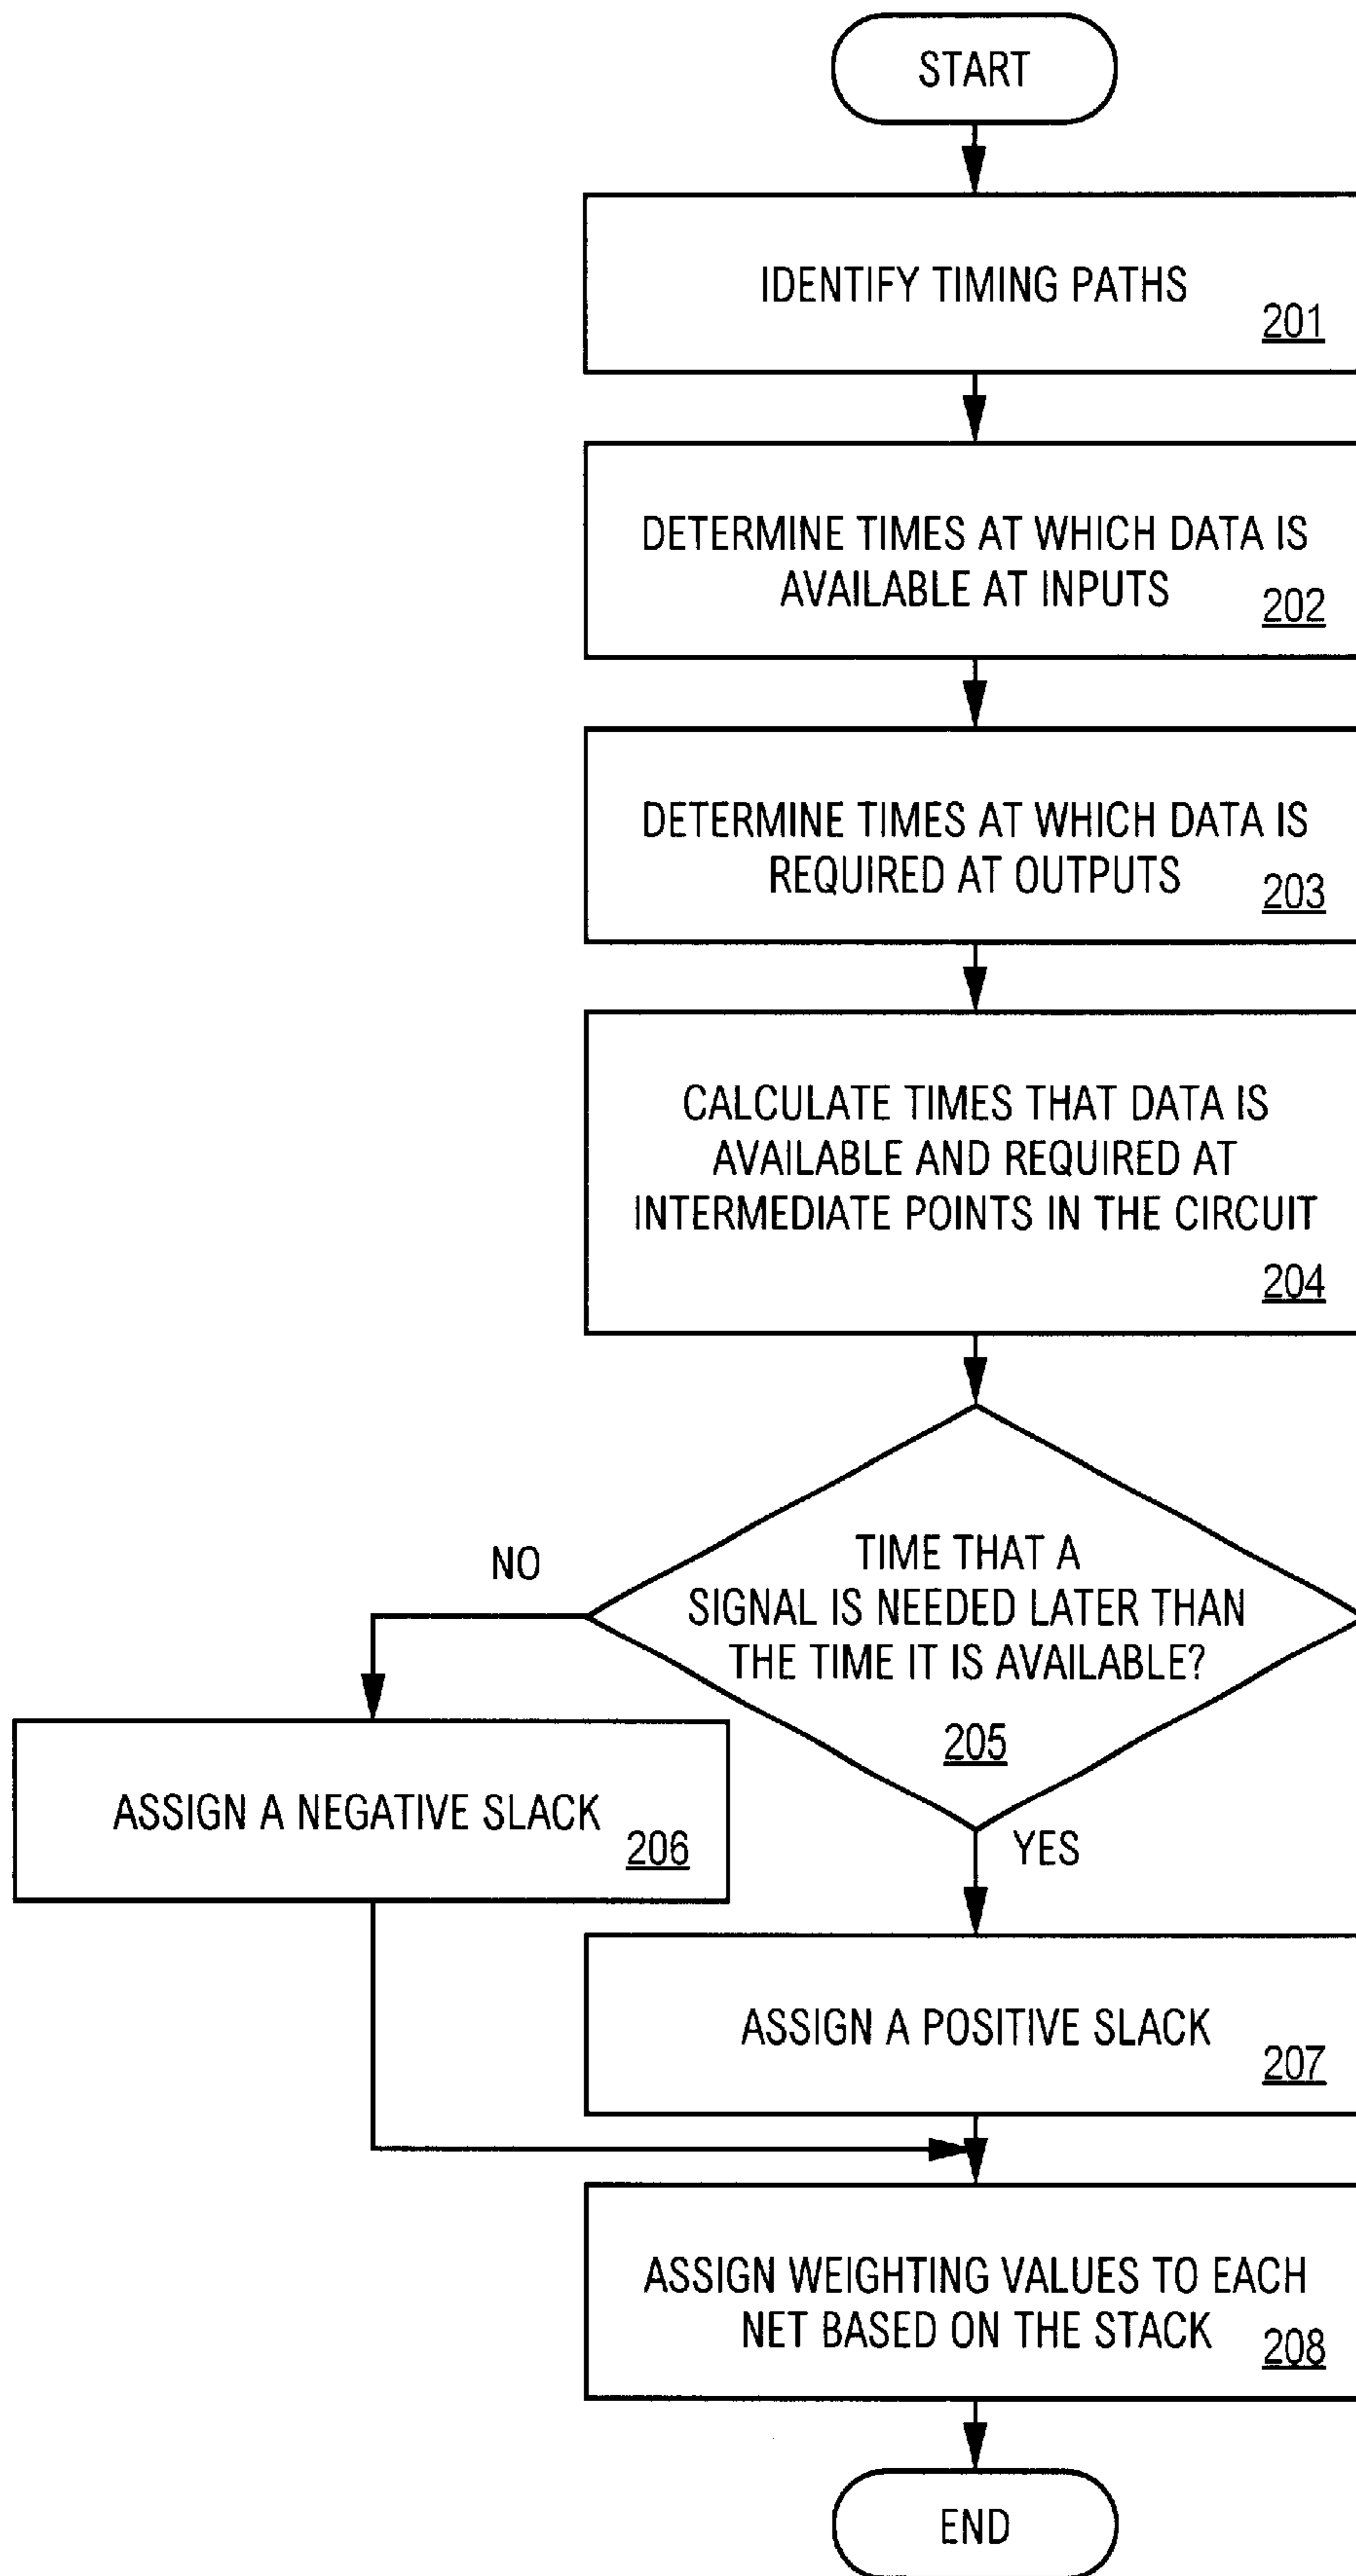 START
IDENTIFY TIMING PATHS
201
DETERMINE TIMES AT WHICH DATA IS
AVAILABLE AT INPUTS
202
DETERMINE TIMES AT WHICH DATA IS
REQUIRED AT OUTPUTS
203
CALCULATE TIMES THAT DATA IS
AVAILABLE AND REQUIRED AT
INTERMEDIATE POINTS IN THE CIRCUIT
204
TIME THAT A
SIGNAL IS NEEDED LATER THAN
THE TIME IT IS AVAILABLE?
205
NO
ASSIGN A NEGATIVE SLACK
206
YES
ASSIGN A POSITIVE SLACK
207
ASSIGN WEIGHTING VALUES TO EACH
NET BASED ON THE STACK
208
END